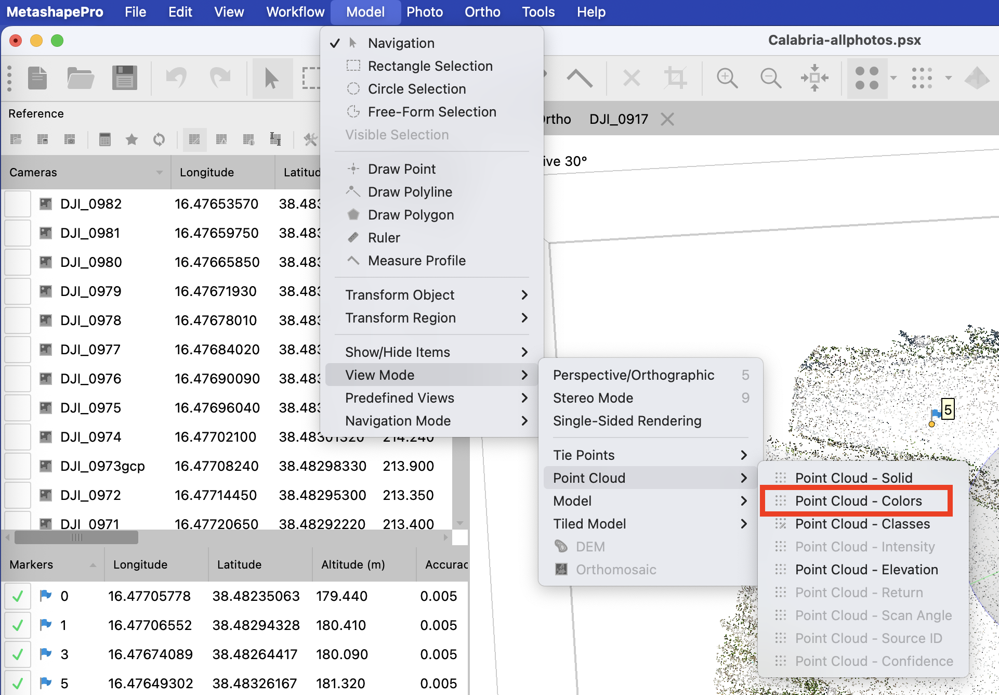 MetashapePro File Edit View Workflow Model Photo Ortho Tools Help
Calabria-allphotos.psx
Reference
Cameras Longitude
DJI_0982 16.47653570 38.483
DJI_0981 16.47659750 38.483
DJI_0980 16.47665850 38.483
DJI_0979 16.47671930 38.483
DJI_0978 16.47678010 38.483
DJI_0977 16.47684020 38.483
DJI_0976 16.47690090 38.483
DJI_0975 16.47696040 38.483
DJI_0974 16.47702100 38.48301320 214.240
DJI_0973gcp 16.47708240 38.48298330 213.900
DJI_0972 16.47714450 38.48295300 213.350
DJI_0971 16.47720650 38.48292220 213.400
Markers Longitude Latitude Altitude (m) Accurac
0 16.47705778 38.48235063 179.440 0.005
1 16.47706552 38.48294328 180.410 0.005
3 16.47674089 38.48264417 180.090 0.005
5 16.47649302 38.48326167 181.320 0.005
Navigation
Rectangle Selection
Circle Selection
Free-Form Selection
Visible Selection
Draw Point
Draw Polyline
Draw Polygon
Ruler
Measure Profile
Transform Object
Transform Region
Show/Hide Items
View Mode
Predefined Views
Navigation Mode
Perspective/Orthographic 5
Stereo Mode 9
Single-Sided Rendering
Tie Points
Point Cloud
Model
Tiled Model
DEM
Orthomosaic
Point Cloud - Solid
Point Cloud - Colors
Point Cloud - Classes
Point Cloud - Intensity
Point Cloud - Elevation
Point Cloud - Return
Point Cloud - Scan Angle
Point Cloud - Source ID
Point Cloud - Confidence
rtho DJI_0917
ive 30°
5